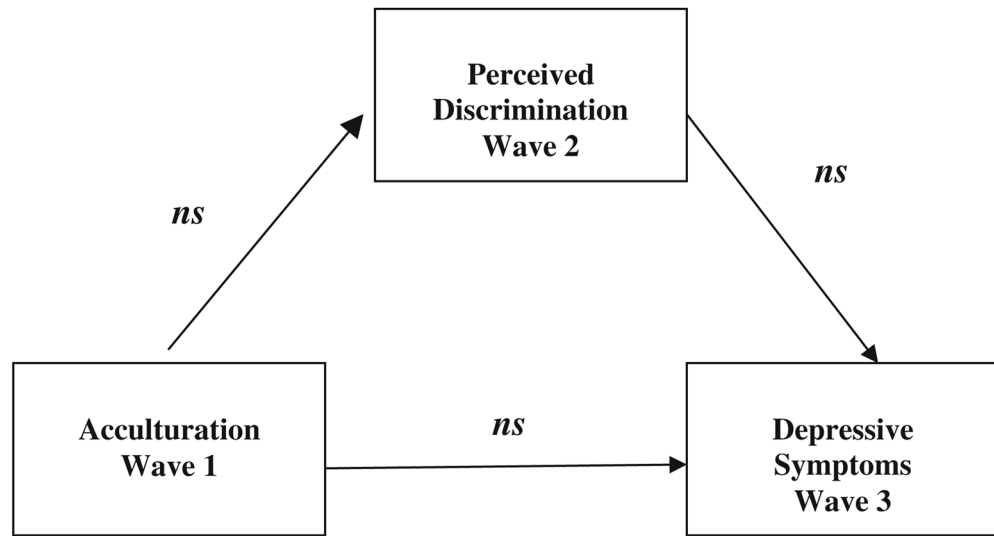 Perceived
Discrimination
Wave 2
ns
ns
Acculturation
Wave 1
ns
Depressive
Symptoms
Wave 3